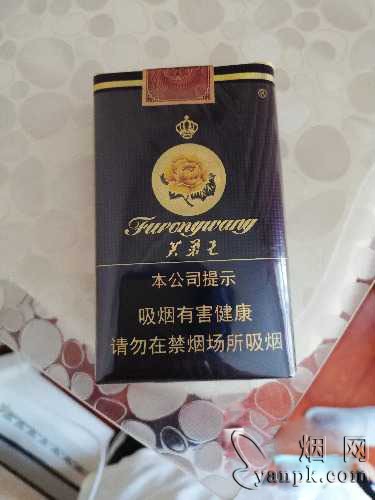 ®
Furongwang
芙蓉王
本公司提示
吸烟有害健康
请勿在禁烟场所吸烟
烟网
yanpk.com